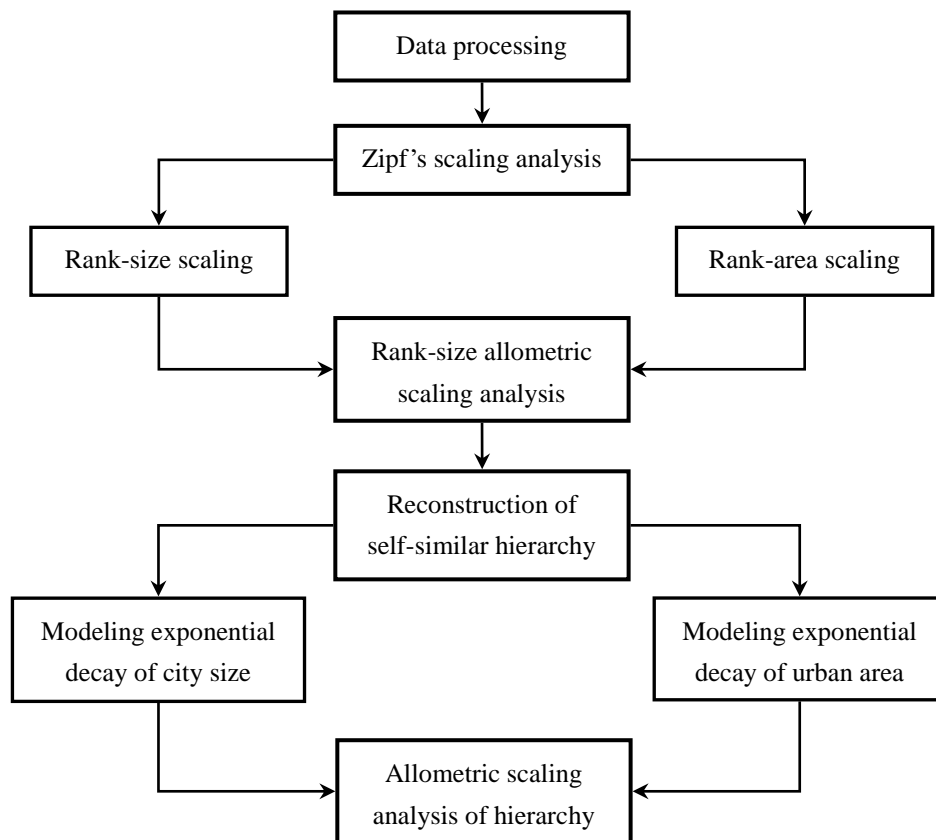 Data processing
Zipf’s scaling analysis
Rank-size scaling
Rank-area scaling
Rank-size allometric
scaling analysis
Reconstruction of
self-similar hierarchy
Modeling exponential
decay of city size
Modeling exponential
decay of urban area
Allometric scaling
analysis of hierarchy